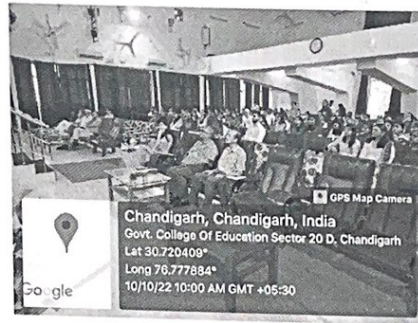 GPS Map Camera
Chandigarh, Chandigarh, India
Govt. College Of Education Sector 20 D, Chandigarh
Lat 30.720409°
Long 76.777884°
10/10/22 10:00 AM GMT +05:30
Google